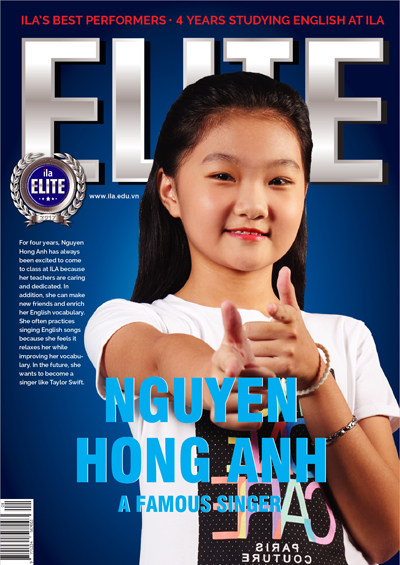 ILA'S BEST PERFORMERS • 4 YEARS STUDYING ENGLISH AT ILA
ELITE
ila
ELITE
2017
www.ila.edu.vn
For four years, Nguyen
Hong Anh has always
been excited to come
to class at ILA because
her teachers are caring
and dedicated. In
addition, she can make
new friends and enrich
her English vocabulary.
She often practices
singing English songs
because she feels it
relaxes her while
improving her vocabu-
lary. In the future, she
wants to become a
singer like Taylor Swift.
NGUYEN
HONG ANH
A FAMOUS SINGER
PARIS
COUTURE